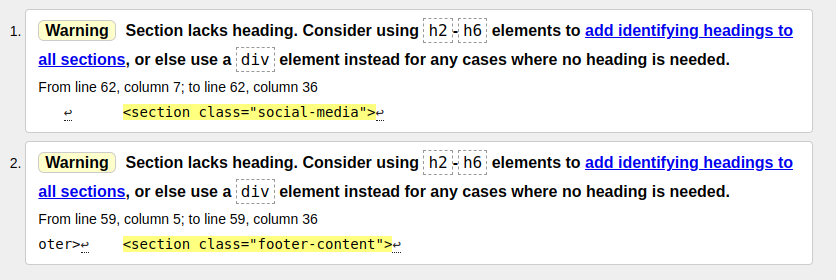 1. Warning Section lacks heading. Consider using h2-h6 elements to add identifying headings to
all sections, or else use a div element instead for any cases where no heading is needed.
From line 62, column 7; to line 62, column 36
↩ <section class="social-media">↩
2. Warning Section lacks heading. Consider using h2-h6 elements to add identifying headings to
all sections, or else use a div element instead for any cases where no heading is needed.
From line 59, column 5; to line 59, column 36
oter>↩ <section class="footer-content">↩